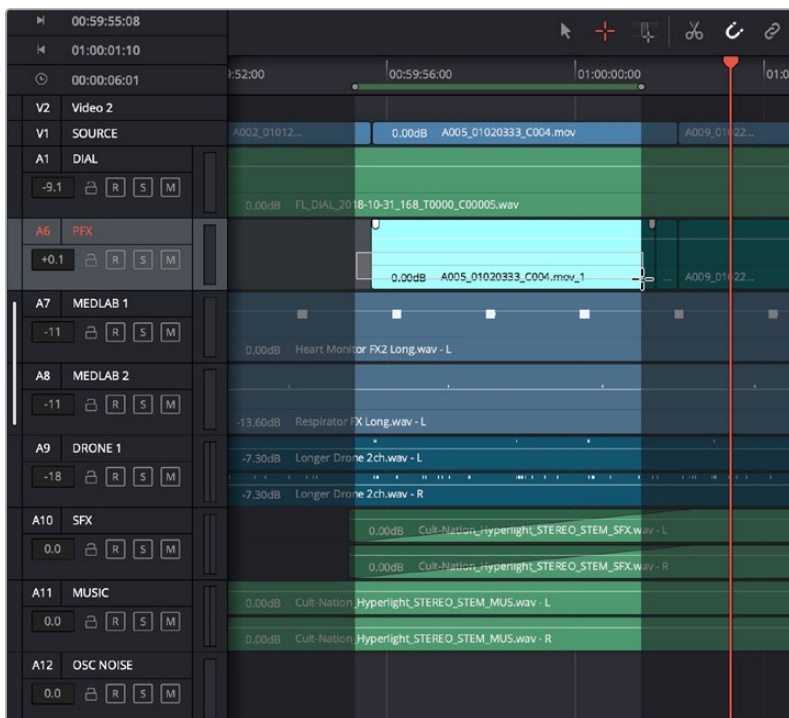 00:59:55:08
01:00:01:10
00:00:06:01
9:52:00 00:59:56:00 01:00:00:00 01:0
V2 Video 2
V1 SOURCE A002_01012... 0.00dB A005_01020333_C004.mov A009_01022...
A1 DIAL
-9.1 R S M
0.00dB FL_DIAL_2018-10-31_168_T0000_C00005.wav
A6 PFX
+0.1 R S M
0.00dB A005_01020333_C004.mov_1 ... A009_01022...
A7 MEDLAB 1
-11 R S M
0.00dB Heart Monitor FX2 Long.wav - L
A8 MEDLAB 2
-11 R S M
-13.60dB Respirator FX Long.wav - L
A9 DRONE 1
-7.30dB Longer Drone 2ch.wav - L
-18 R S M
-7.30dB Longer Drone 2ch.wav - R
A10 SFX
0.00dB Cult-Nation_Hyperlight_STEREO_STEM_SFX.wav - L
0.0 R S M
0.00dB Cult-Nation_Hyperlight_STEREO_STEM_SFX.wav - R
A11 MUSIC
0.00dB Cult-Nation_Hyperlight_STEREO_STEM_MUS.wav - L
0.0 R S M
0.00dB Cult-Nation_Hyperlight_STEREO_STEM_MUS.wav - R
A12 OSC NOISE
0.0 R S M